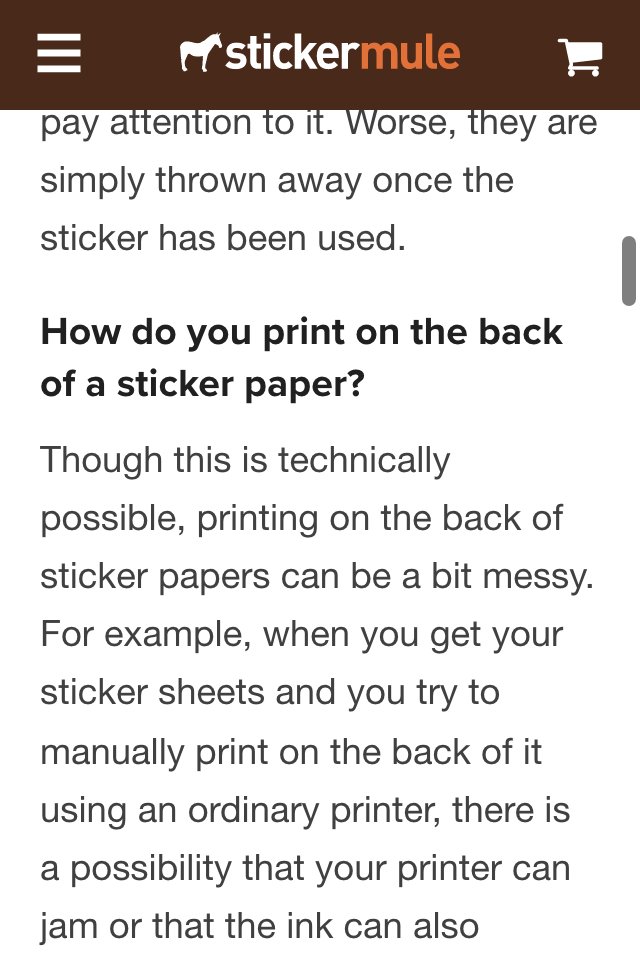 stickermule
pay attention to it. Worse, they are
simply thrown away once the
sticker has been used.
How do you print on the back
of a sticker paper?
Though this is technically
possible, printing on the back of
sticker papers can be a bit messy.
For example, when you get your
sticker sheets and you try to
manually print on the back of it
using an ordinary printer, there is
a possibility that your printer can
jam or that the ink can also